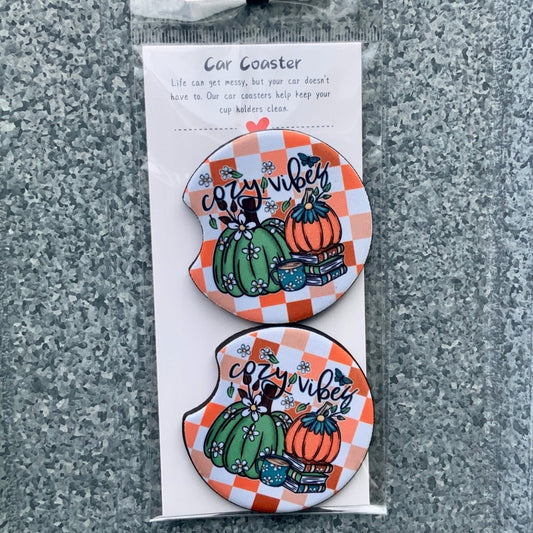 Car Coaster
Life can get messy, but your car doesn't
have to. Our car coasters help keep your
cup holders clean.
cozy vibes
cozy vibes